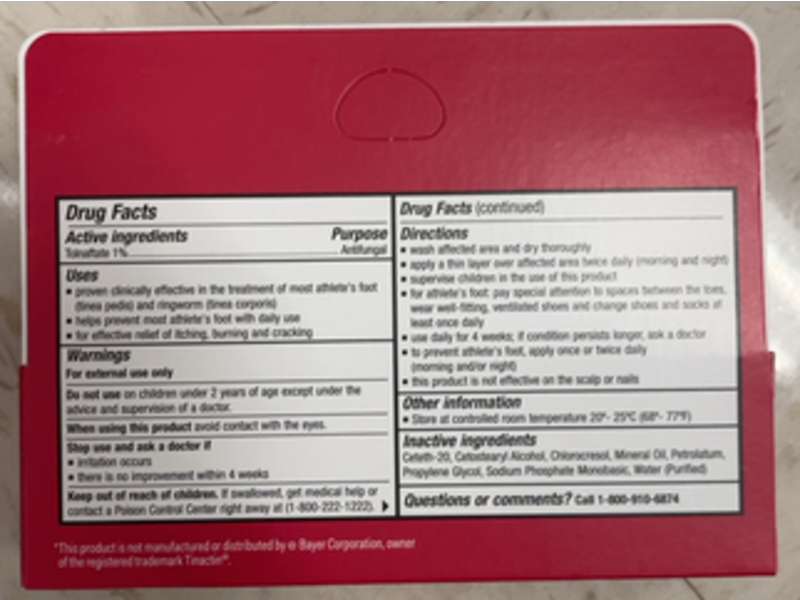 Drug Facts
Active ingredients Purpose
Tolnaftate 1% Antifungal
Uses
• proven clinically effective in the treatment of most athlete's foot
(tinea pedis) and ringworm (tinea corporis)
• helps prevent most athlete's foot with daily use
• for effective relief of itching, burning and cracking
Warnings
For external use only
Do not use on children under 2 years of age except under the
advice and supervision of a doctor.
When using this product avoid contact with the eyes.
Stop use and ask a doctor if
• irritation occurs
• there is no improvement within 4 weeks
Keep out of reach of children. If swallowed, get medical help or
contact a Poison Control Center right away at (1-800-222-1222).
Drug Facts (continued)
Directions
• wash affected area and dry thoroughly
• apply a thin layer over affected area twice daily (morning and night)
• supervise children in the use of this product
• for athlete's foot: pay special attention to spaces between the toes,
wear well-fitting, ventilated shoes and change shoes and socks at
least once daily
• use daily for 4 weeks; if condition persists longer, ask a doctor
• to prevent athlete's foot, apply once or twice daily
(morning and/or night)
• this product is not effective on the scalp or nails
Other information
• Store at controlled room temperature 20º- 25ºC (68º- 77ºF)
Inactive ingredients
Ceteth-20, Cetostearyl Alcohol, Chlorocresol, Mineral Oil, Petrolatum,
Propylene Glycol, Sodium Phosphate Monobasic, Water (Purified)
Questions or comments? Call 1-800-910-6874
*This product is not manufactured or distributed by Bayer Corporation, owner
of the registered trademark Tinactin®.